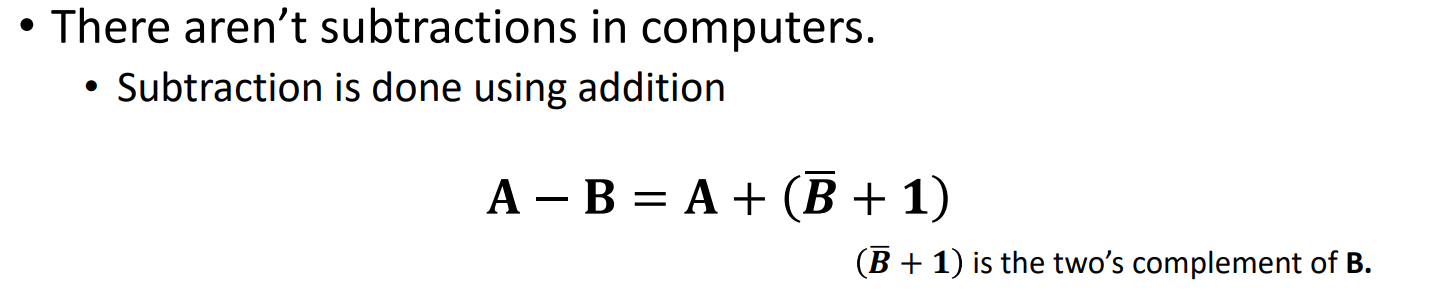 • There aren’t subtractions in computers.
• Subtraction is done using addition
A − B = A + (B̅ + 1)
(B̅ + 1) is the two’s complement of B.